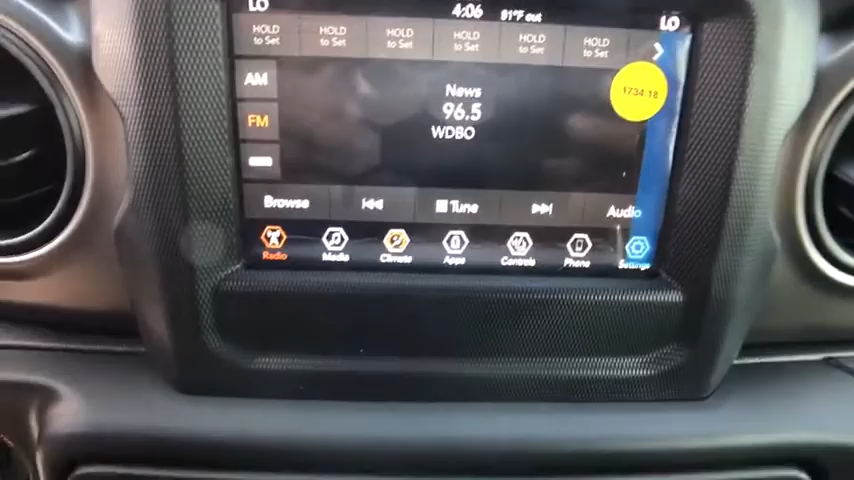 LO 4:06 91°F out LO
HOLD to Set HOLD to Set HOLD to Set HOLD to Set HOLD to Set HOLD to Set
AM
FM
News
96.5
WDBO
1734.18
Browse Tune Audio
Radio Media Climate Apps Controls Phone Settings